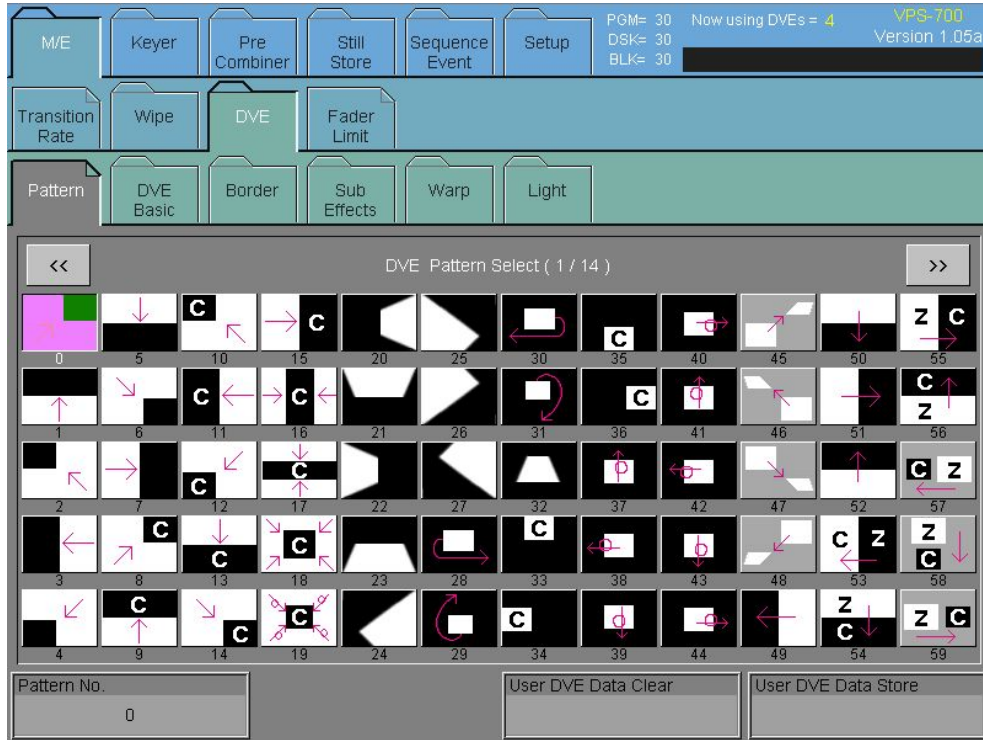 M/E Keyer Pre Combiner Still Store Sequence Event Setup
PGM= 30 Now using DVEs = 4 VPS-700
DSK= 30 Version 1.05a
BLK= 30
Transition Rate Wipe DVE Fader Limit
Pattern DVE Basic Border Sub Effects Warp Light
<< DVE Pattern Select ( 1 / 14 ) >>
C C C Z C
0 5 10 15 20 25 30 35 40 45 50 55
C C C C Z
1 6 11 16 21 26 31 36 41 46 51 56
C C C Z
2 7 12 17 22 27 32 37 42 47 52 57
C C C C C Z Z C
3 8 13 18 23 28 33 38 43 48 53 58
C C C C Z C Z C
4 9 14 19 24 29 34 39 44 49 54 59
Pattern No. User DVE Data Clear User DVE Data Store
0